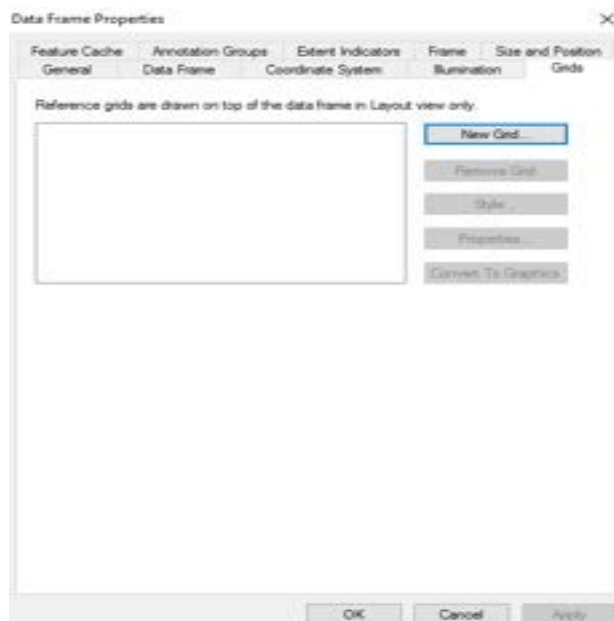 Data Frame Properties
Feature Cache Annotation Groups Extent Indicators Frame Size and Position
General Data Frame Coordinate System Illumination Grids
Reference grids are drawn on top of the data frame in Layout view only.
New Grid...
Remove Grid
Style...
Properties...
Convert To Graphics
OK Cancel Apply